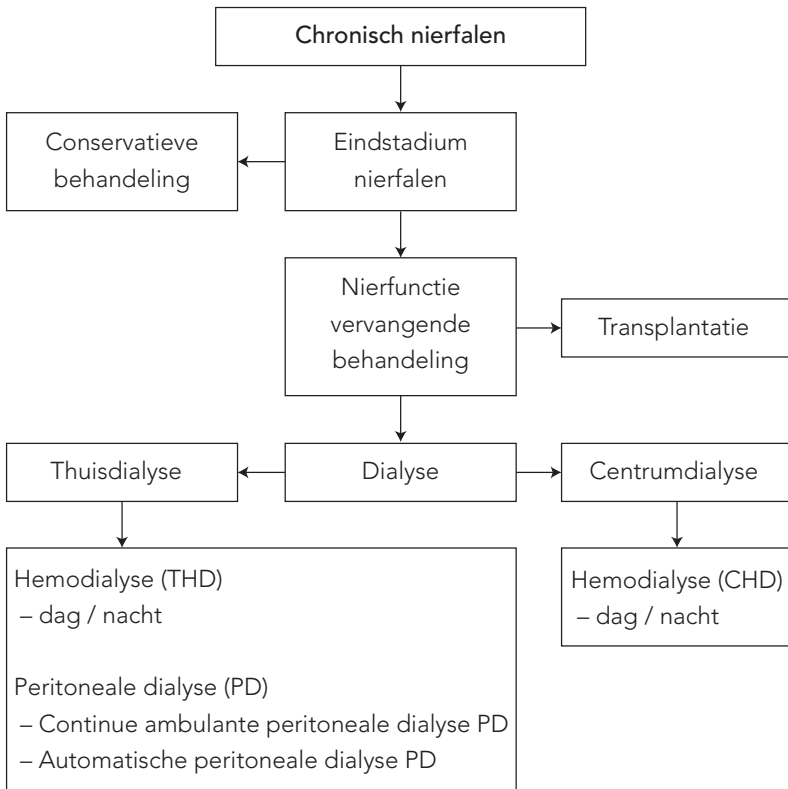 Chronisch nierfalen
Conservatieve
behandeling
Eindstadium
nierfalen
Nierfunctie
vervangende
behandeling
Transplantatie
Thuisdialyse
Dialyse
Centrumdialyse
Hemodialyse (THD)
– dag / nacht
Peritoneale dialyse (PD)
– Continue ambulante peritoneale dialyse PD
– Automatische peritoneale dialyse PD
Hemodialyse (CHD)
– dag / nacht